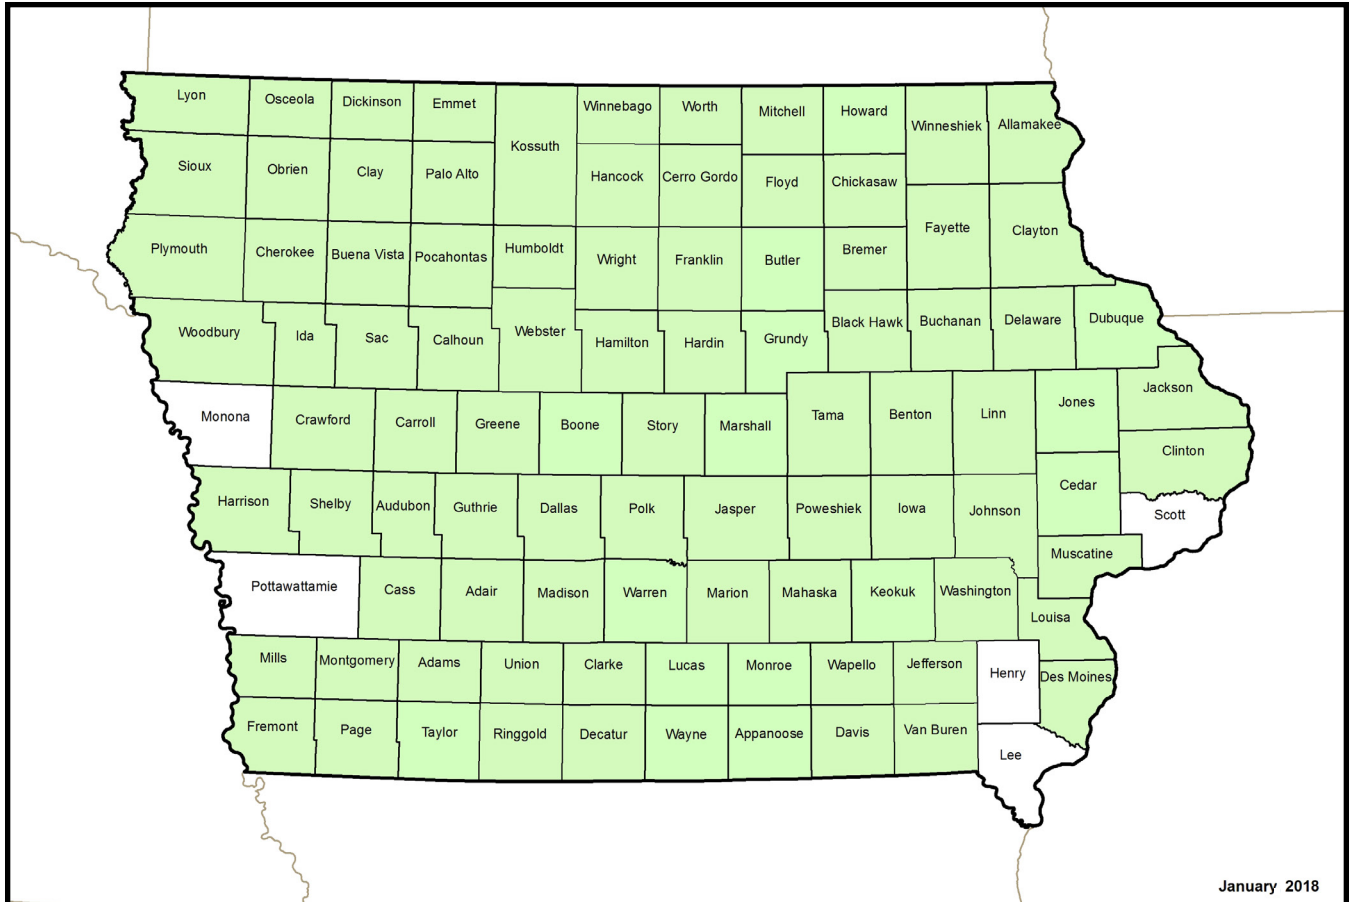 Lyon
Osceola
Dickinson
Emmet
Kossuth
Winnebago
Worth
Mitchell
Howard
Winneshiek
Allamakee
Sioux
Obrien
Clay
Palo Alto
Hancock
Cerro Gordo
Floyd
Chickasaw
Fayette
Clayton
Plymouth
Cherokee
Buena Vista
Pocahontas
Humboldt
Wright
Franklin
Butler
Bremer
Woodbury
Ida
Sac
Calhoun
Webster
Hamilton
Hardin
Grundy
Black Hawk
Buchanan
Delaware
Dubuque
Monona
Crawford
Carroll
Greene
Boone
Story
Marshall
Tama
Benton
Linn
Jones
Jackson
Clinton
Harrison
Shelby
Audubon
Guthrie
Dallas
Polk
Jasper
Poweshiek
Iowa
Johnson
Cedar
Scott
Muscatine
Pottawattamie
Cass
Adair
Madison
Warren
Marion
Mahaska
Keokuk
Washington
Louisa
Mills
Montgomery
Adams
Union
Clarke
Lucas
Monroe
Wapello
Jefferson
Henry
Des Moines
Fremont
Page
Taylor
Ringgold
Decatur
Wayne
Appanoose
Davis
Van Buren
Lee
January 2018